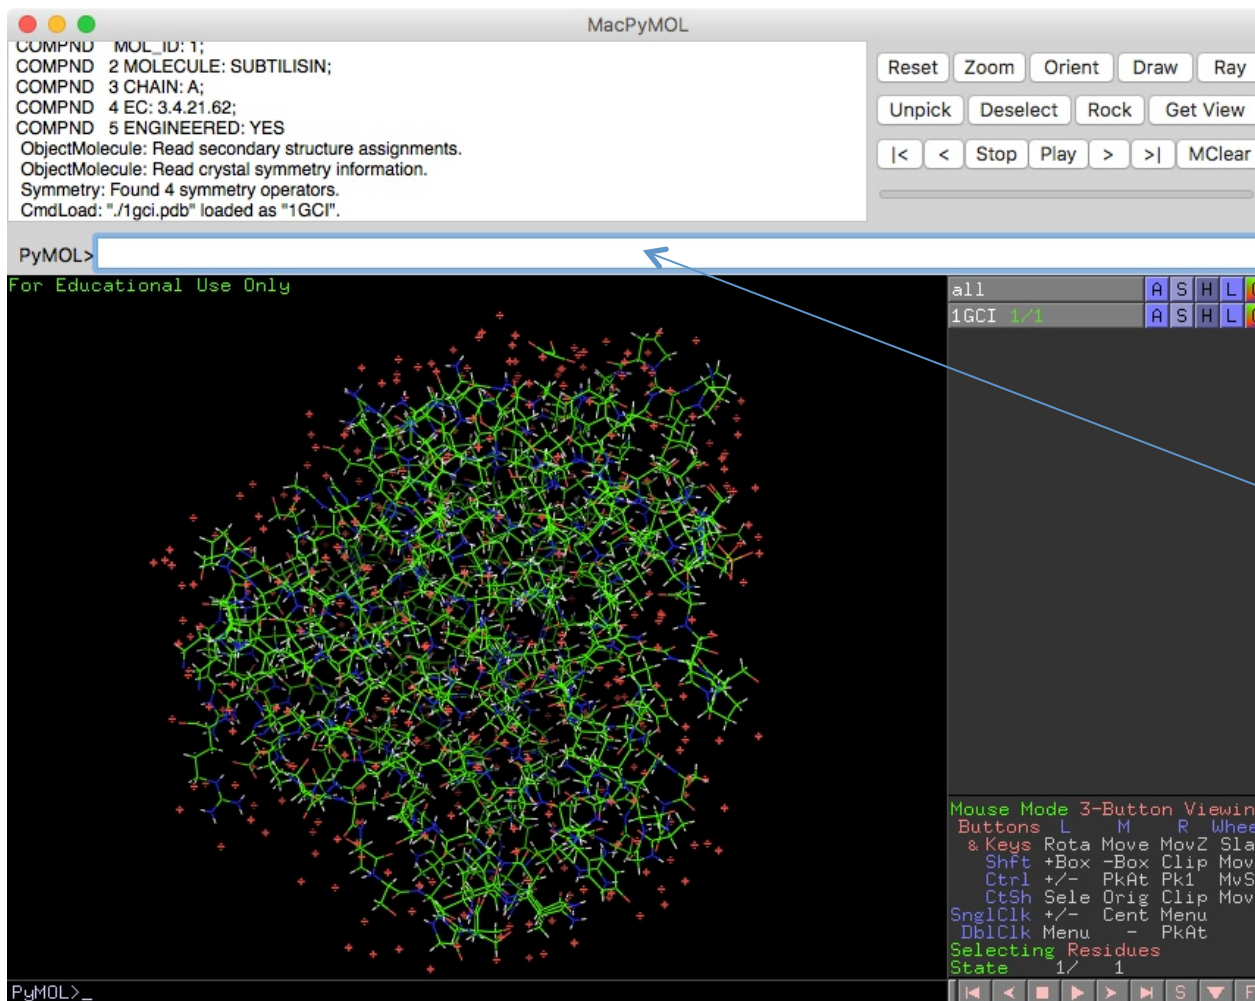 MacPyMOL
COMPND MOL_ID: 1;
COMPND 2 MOLECULE: SUBTILISIN;
COMPND 3 CHAIN: A;
COMPND 4 EC: 3.4.21.62;
COMPND 5 ENGINEERED: YES
ObjectMolecule: Read secondary structure assignments.
ObjectMolecule: Read crystal symmetry information.
Symmetry: Found 4 symmetry operators.
CmdLoad: "./1gci.pdb" loaded as "1GCI".
Reset Zoom Orient Draw Ray
Unpick Deselect Rock Get View
|< < Stop Play > >| MClear
PyMOL>
For Educational Use Only
all A S H L
1GCI 1/1 A S H L
Mouse Mode 3-Button Viewin
Buttons L M R Whee
& Keys Rota Move MovZ Sla
Shft +Box -Box Clip Mov
Ctrl +/- PkAt Pk1 MvS
CtSh Sele Orig Clip Mov
SnglClk +/- Cent Menu
DblClk Menu - PkAt
Selecting Residues
State 1/ 1
PyMOL>_
S